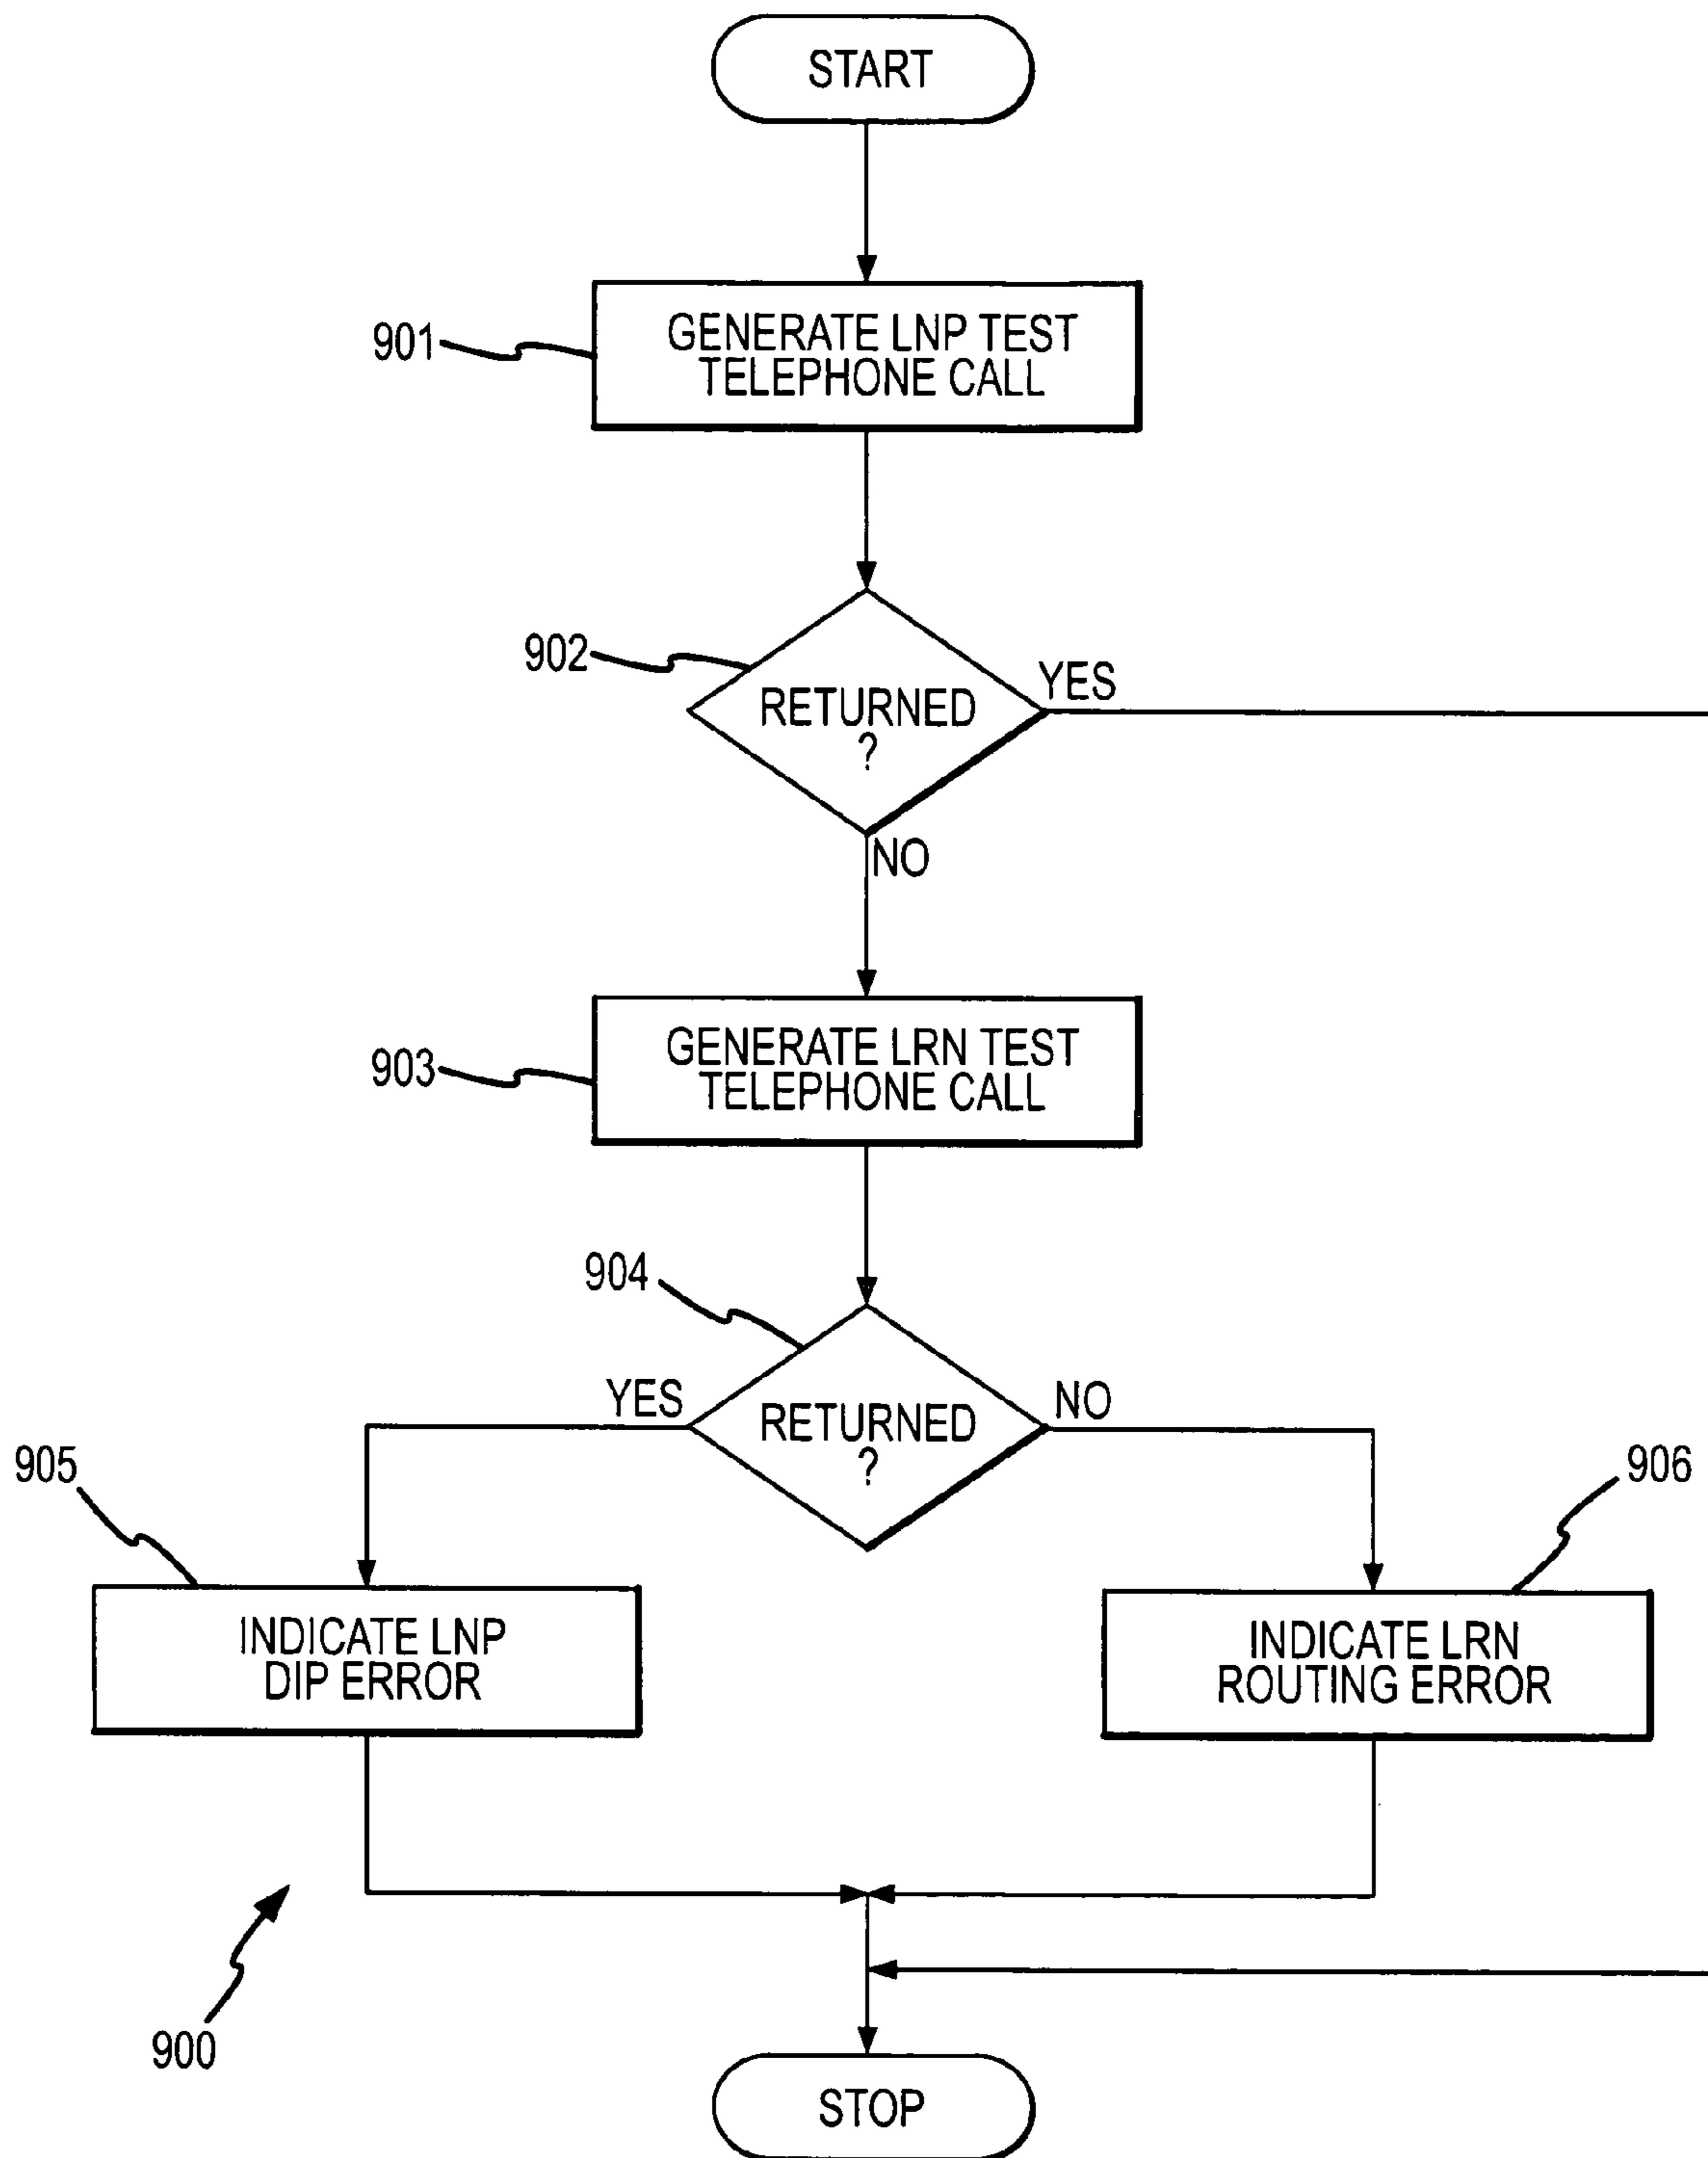 START
901
GENERATE LNP TEST
TELEPHONE CALL
902
YES
RETURNED
?
NO
903
GENERATE LRN TEST
TELEPHONE CALL
904
YES
NO
RETURNED
?
905
906
INDICATE LNP
DIP ERROR
INDICATE LRN
ROUTING ERROR
900
STOP